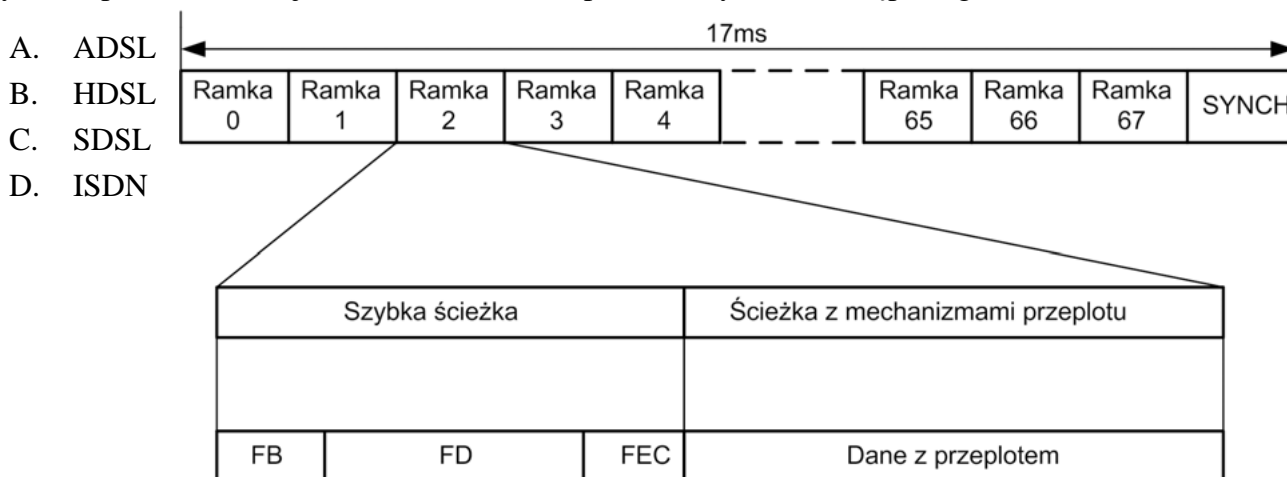 A. ADSL
B. HDSL
C. SDSL
D. ISDN
17ms
Ramka 0 Ramka 1 Ramka 2 Ramka 3 Ramka 4 Ramka 65 Ramka 66 Ramka 67 SYNCH
Szybka ścieżka Ścieżka z mechanizmami przeplotu
FB FD FEC Dane z przeplotem